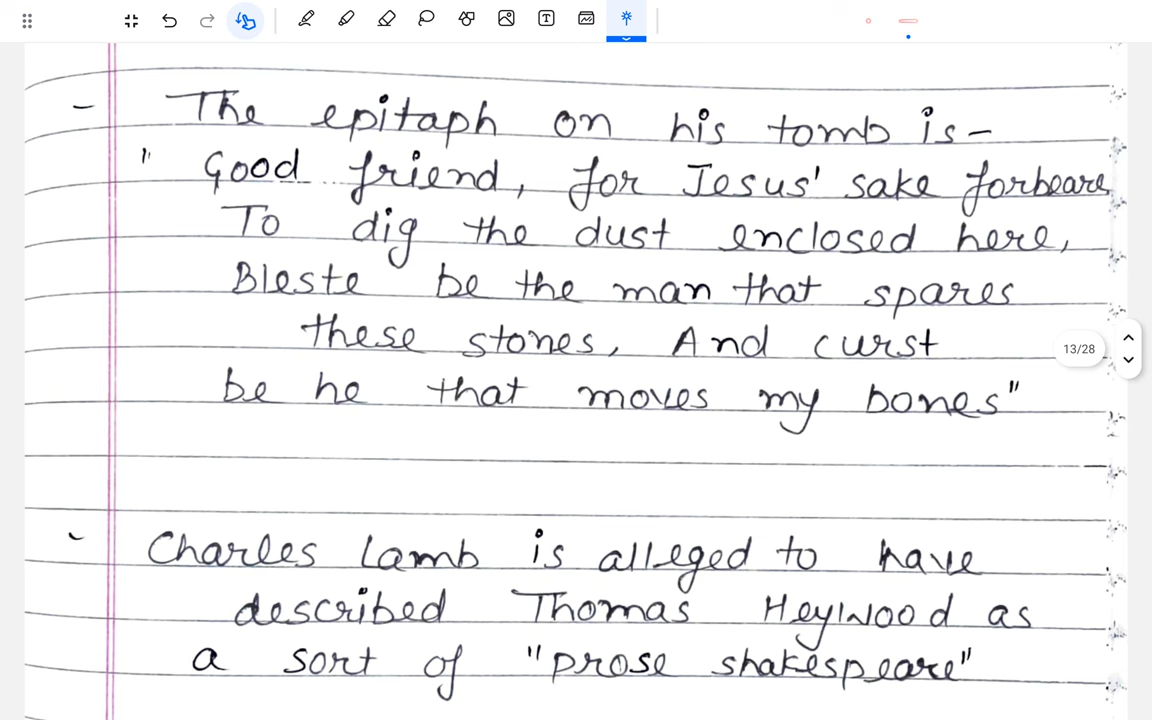 - The epitaph on his tomb is-
" Good friend, for Jesus' sake forbeare
To dig the dust enclosed here,
Bleste be the man that spares
these stones, And curst
be he that moves my bones"
13/28
- Charles Lamb is alleged to have
described Thomas Heywood as
a sort of "prose shakespeare"